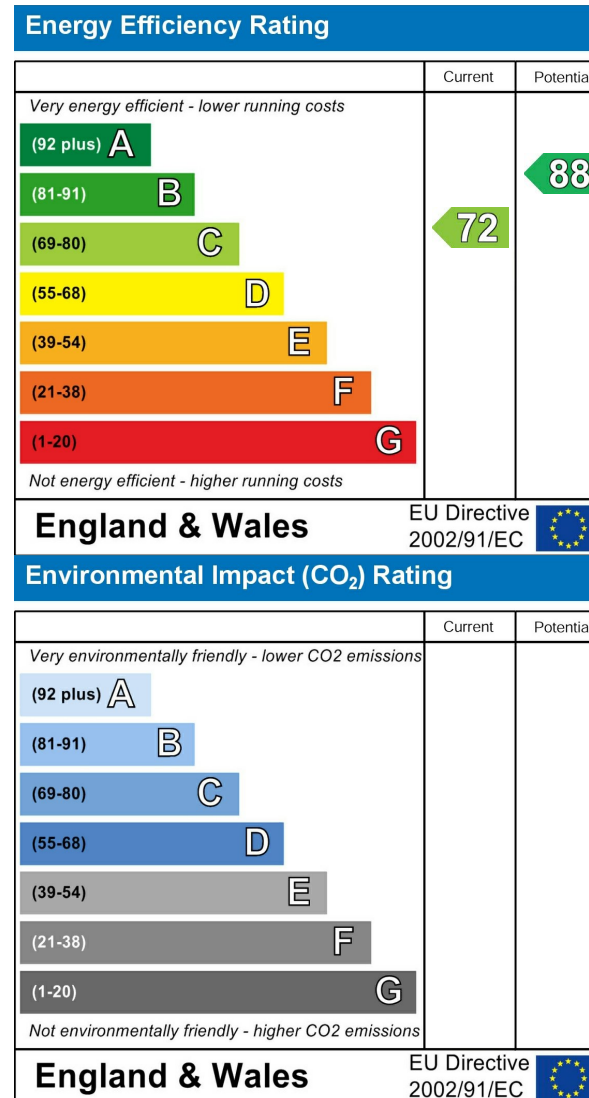 Energy Efficiency Rating
Current Potentia
Very energy efficient - lower running costs
(92 plus) A
(81-91) B
88
(69-80) C
72
(55-68) D
(39-54) E
(21-38) F
(1-20) G
Not energy efficient - higher running costs
England & Wales
EU Directive
2002/91/EC
Environmental Impact (CO₂) Rating
Current Potentia
Very environmentally friendly - lower CO2 emissions
(92 plus) A
(81-91) B
(69-80) C
(55-68) D
(39-54) E
(21-38) F
(1-20) G
Not environmentally friendly - higher CO2 emissions
England & Wales
EU Directive
2002/91/EC